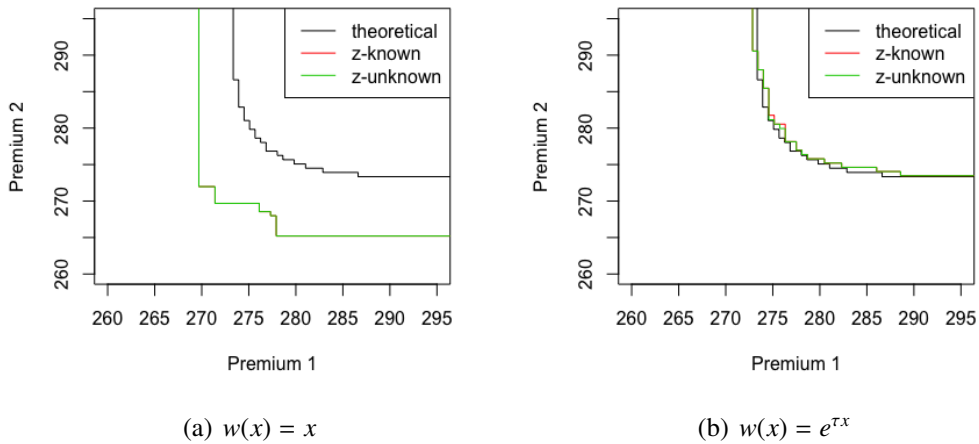 theoretical
z-known
z-unknown
Premium 2
290
280
270
260
260 265 270 275 280 285 290 295
Premium 1
(a) w(x) = x
theoretical
z-known
z-unknown
Premium 2
290
280
270
260
260 265 270 275 280 285 290 295
Premium 1
(b) w(x) = e^{τx}